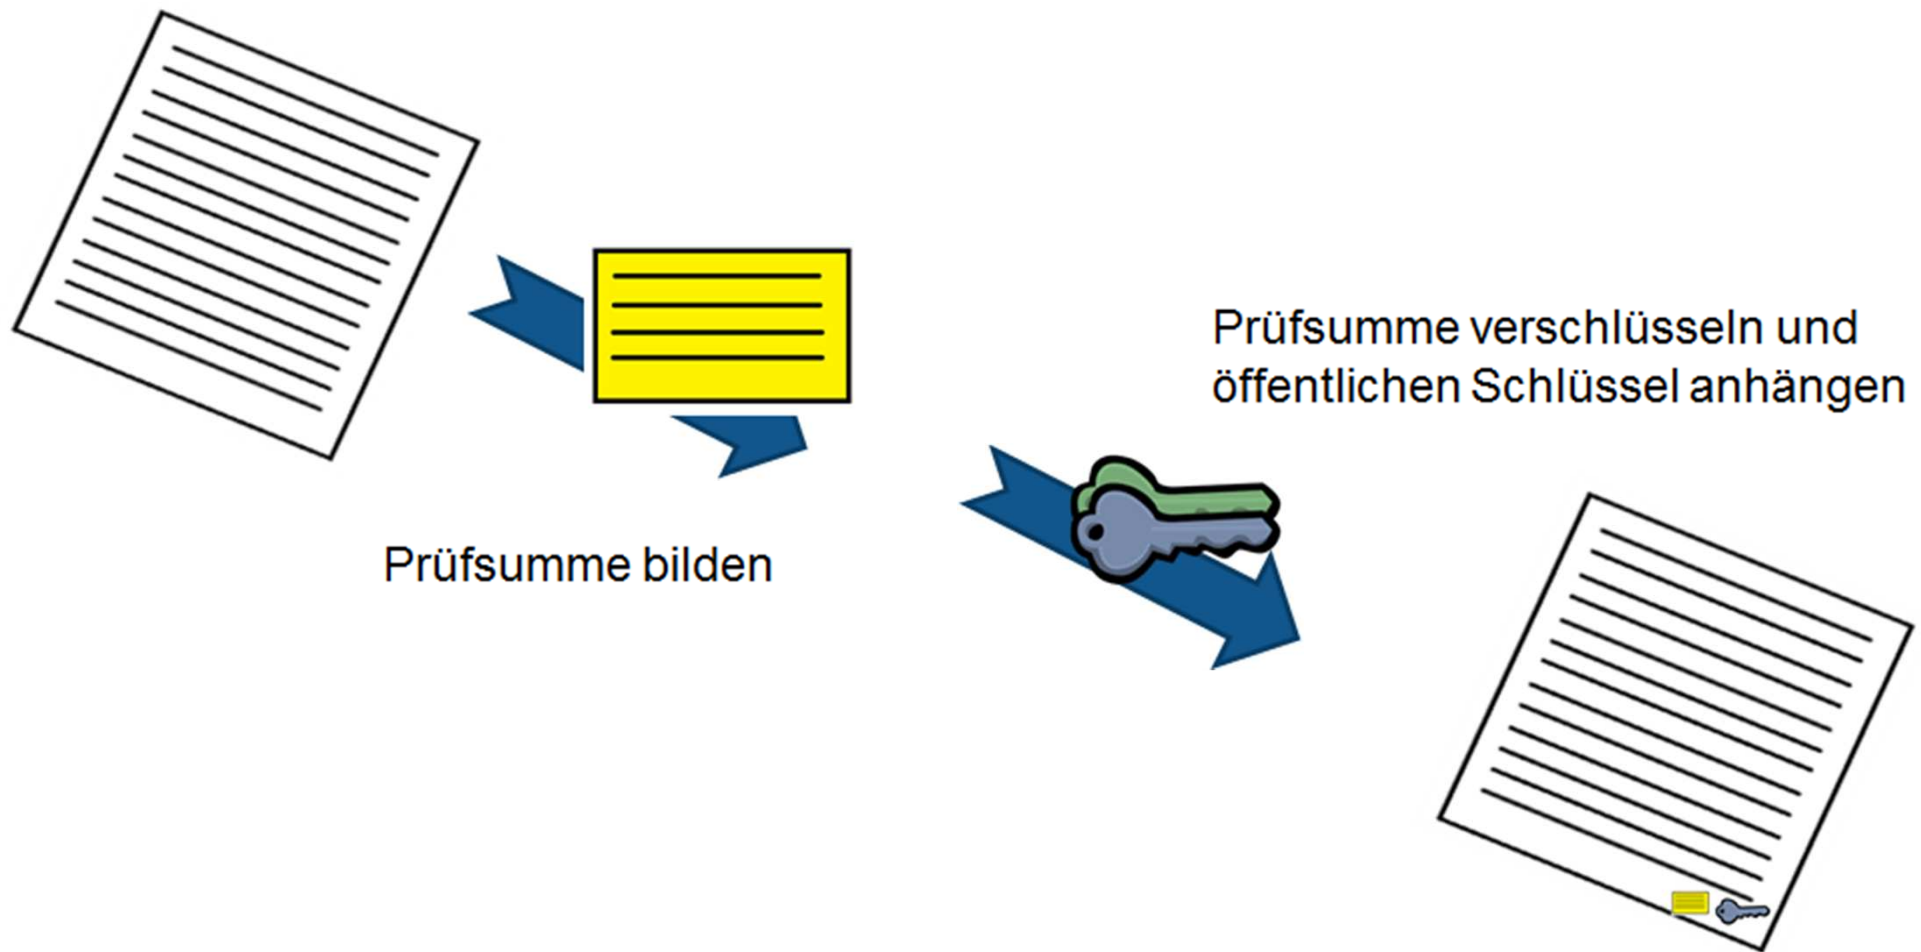 Prüfsumme verschlüsseln und
öffentlichen Schlüssel anhängen
Prüfsumme bilden